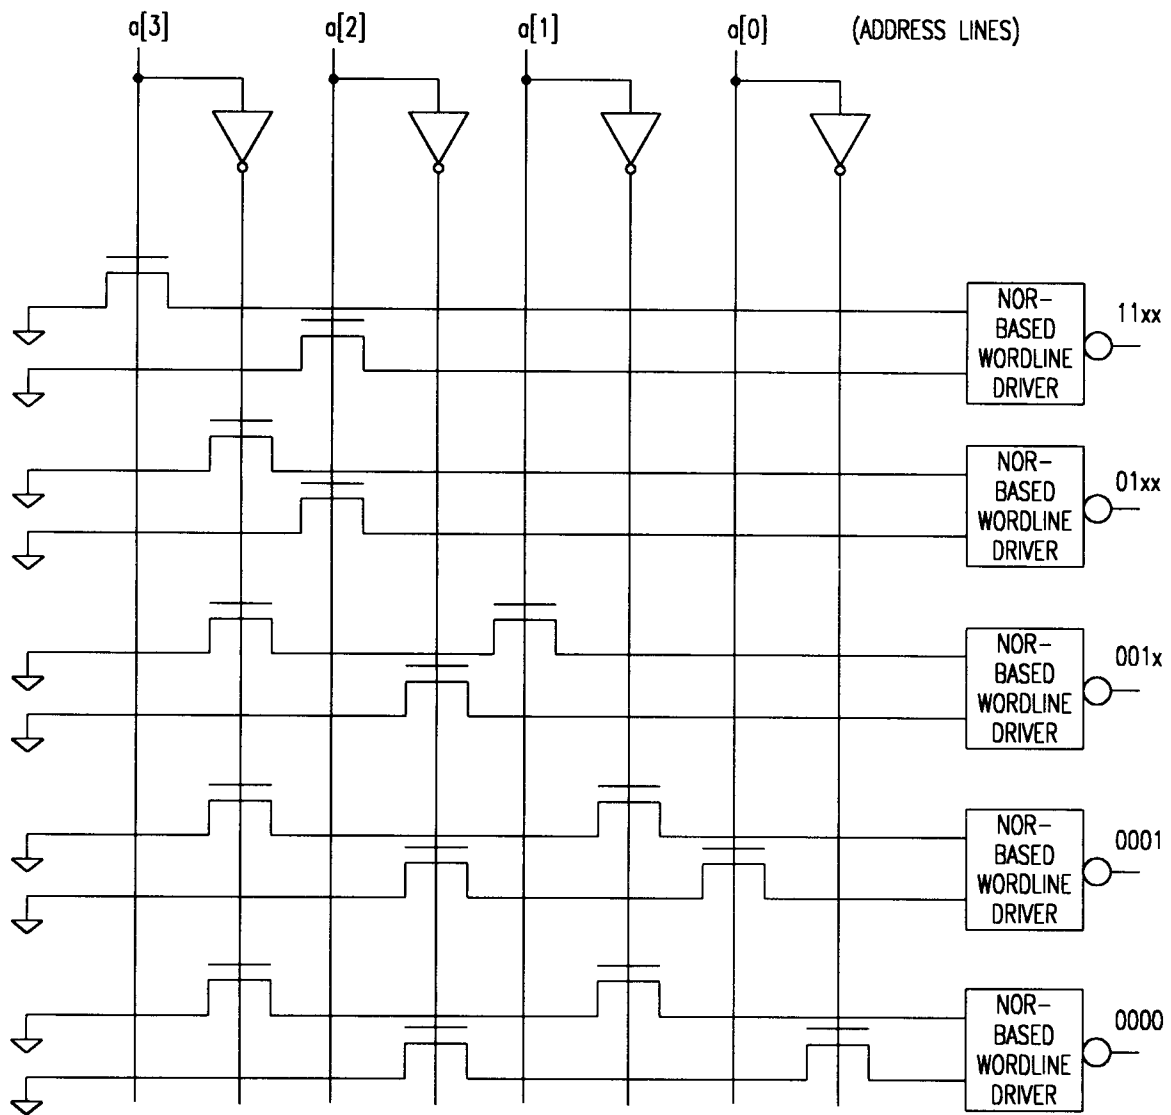 a[3] a[2] a[1] a[0] (ADDRESS LINES)
NOR-
BASED
WORDLINE
DRIVER
11xx
NOR-
BASED
WORDLINE
DRIVER
01xx
NOR-
BASED
WORDLINE
DRIVER
001x
NOR-
BASED
WORDLINE
DRIVER
0001
NOR-
BASED
WORDLINE
DRIVER
0000